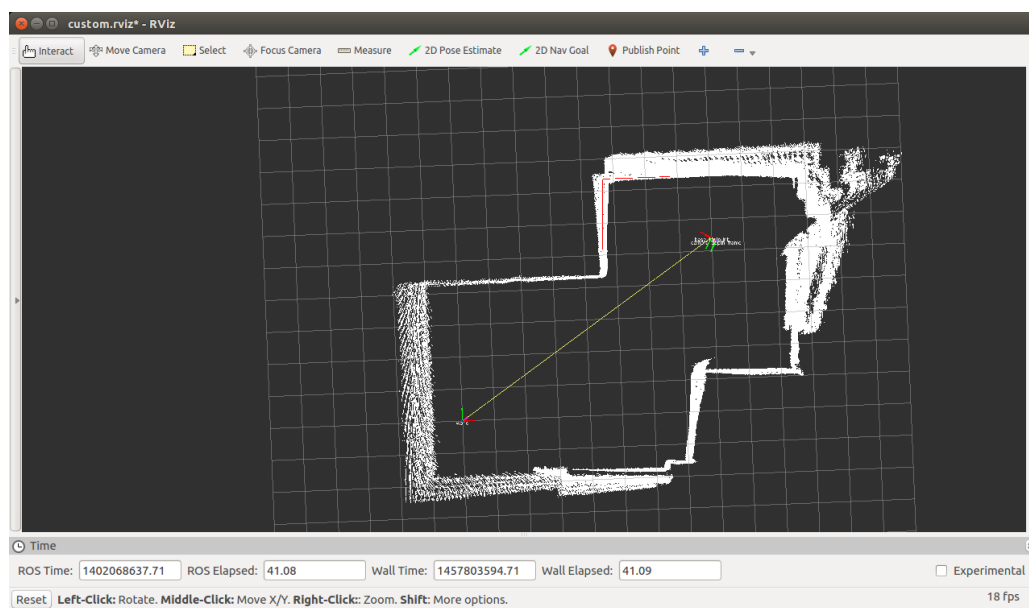 custom.rviz* - RViz
Interact Move Camera Select Focus Camera Measure 2D Pose Estimate 2D Nav Goal Publish Point
Time
ROS Time: 1402068637.71 ROS Elapsed: 41.08 Wall Time: 1457803594.71 Wall Elapsed: 41.09 Experimental
Reset Left-Click: Rotate. Middle-Click: Move X/Y. Right-Click:: Zoom. Shift: More options. 18 fps